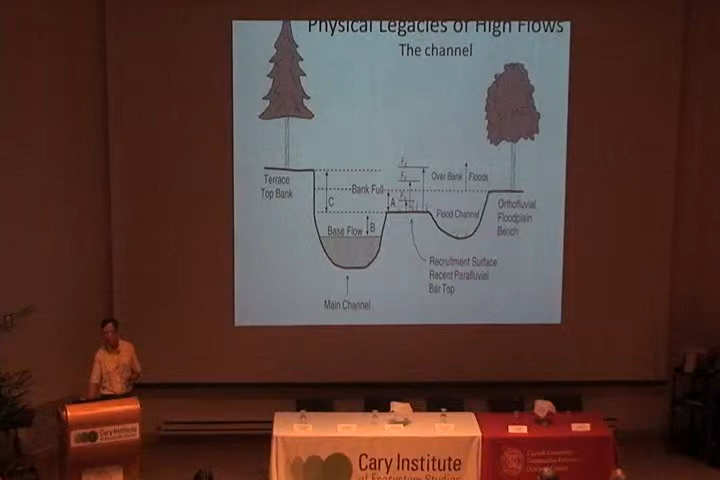 Physical Legacies of High Flows
The channel
Terrace
Top Bank
C
Bank Full
A
B
Base Flow
Main Channel
Over Bank
Floods
Flood Channel
Orthofluvial
Floodplain
Bench
Recruitment Surface
Recent Parafluvial
Bar Top
Cary Institute
Cary Institute
of Ecosystem Studies